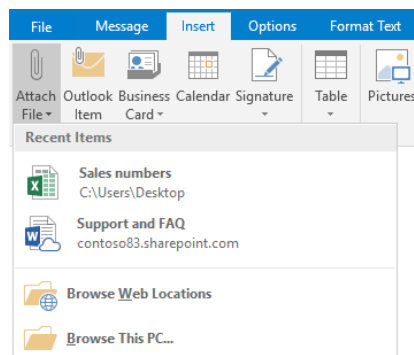 File Message Insert Options Format Text
Attach Outlook Business Calendar Signature Table Pictures
File Item Card
Recent Items
Sales numbers
C:\Users\Desktop
Support and FAQ
contoso83.sharepoint.com
Browse Web Locations
Browse This PC...